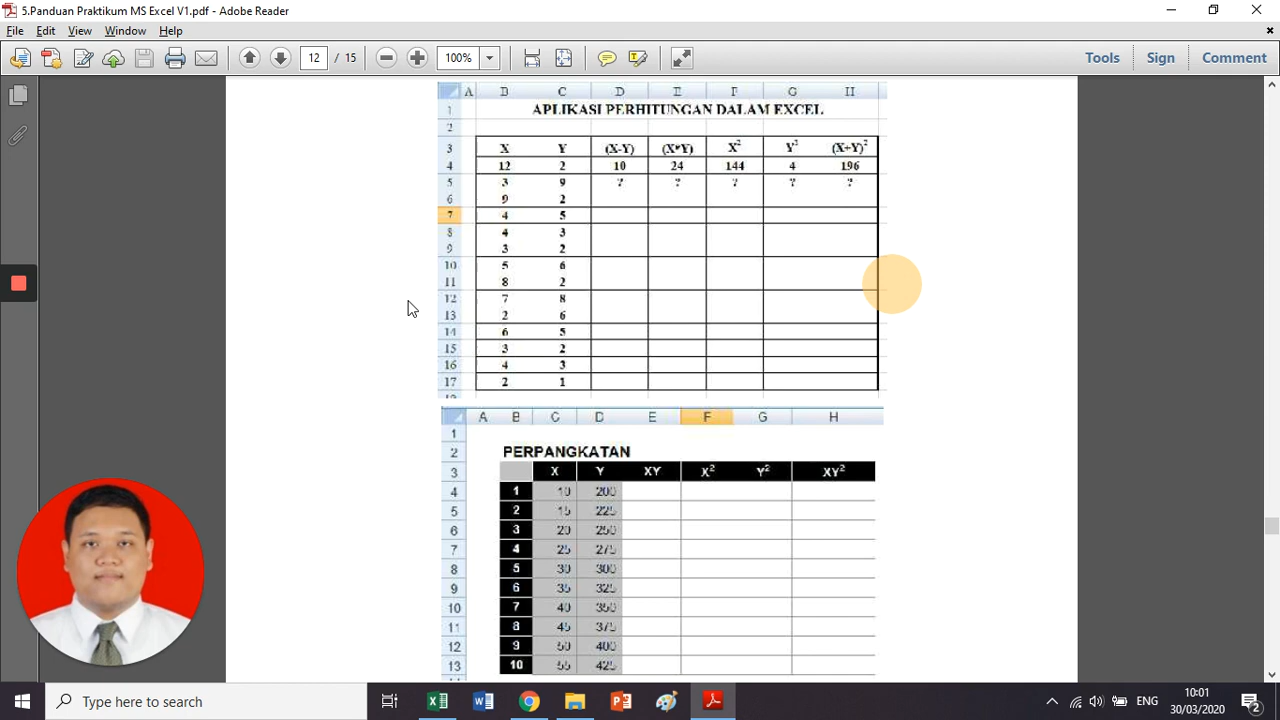 5.Panduan Praktikum MS Excel V1.pdf - Adobe Reader
File Edit View Window Help
12 / 15 100% Tools Sign Comment
A B C D E F G H
1 APLIKASI PERHITUNGAN DALAM EXCEL
2
3 X Y (X-Y) (X*Y) X² Y² (X+Y)²
4 12 2 10 24 144 4 196
5 3 9 ? ? ? ? ?
6 9 2
7 4 5
8 4 3
9 3 2
10 5 6
11 8 2
12 7 8
13 2 6
14 6 5
15 3 2
16 4 3
17 2 1
A B C D E F G H
1
2 PERPANGKATAN
3 X Y XY X² Y² XY²
4 1 10 200
5 2 15 225
6 3 20 250
7 4 25 275
8 5 30 300
9 6 35 325
10 7 40 350
11 8 45 375
12 9 50 400
13 10 55 425
Type here to search
ENG
10:01
30/03/2020
2